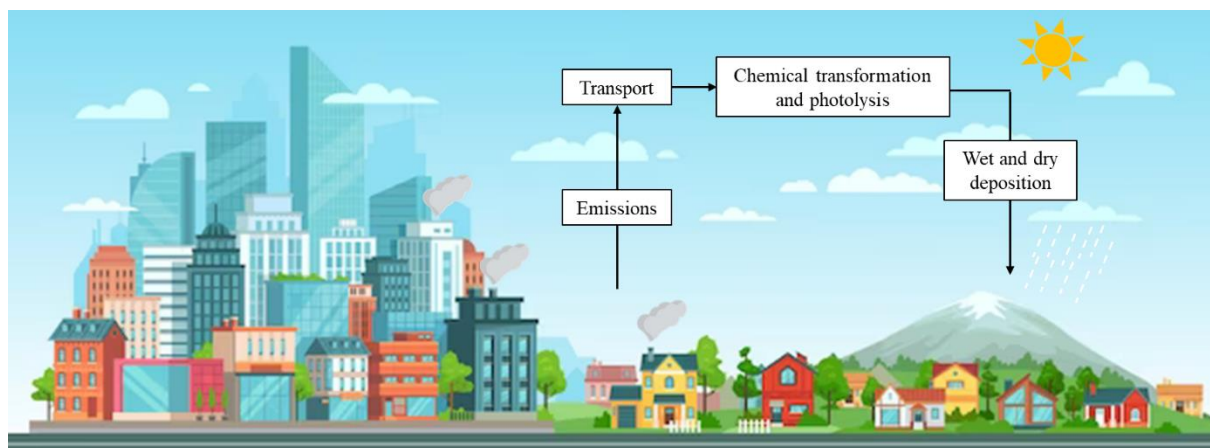 Transport
Chemical transformation
and photolysis
Wet and dry
deposition
Emissions